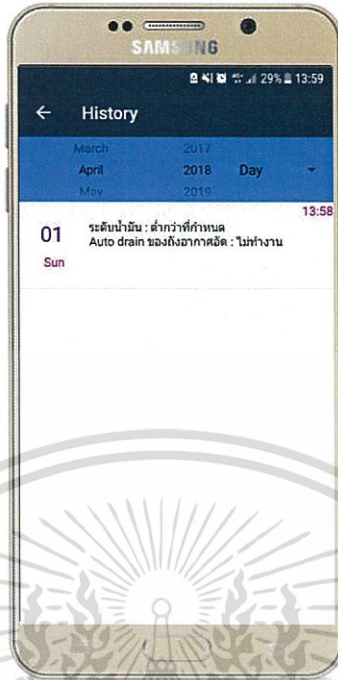 SAMSUNG
29% 13:59
← History
March 2017
April 2018 Day
May 2019
13:58
01 ระดับน้ำมัน : ต่ำกว่าที่กำหนด
Auto drain ของถังอากาศอัด : ไม่ทำงาน
Sun